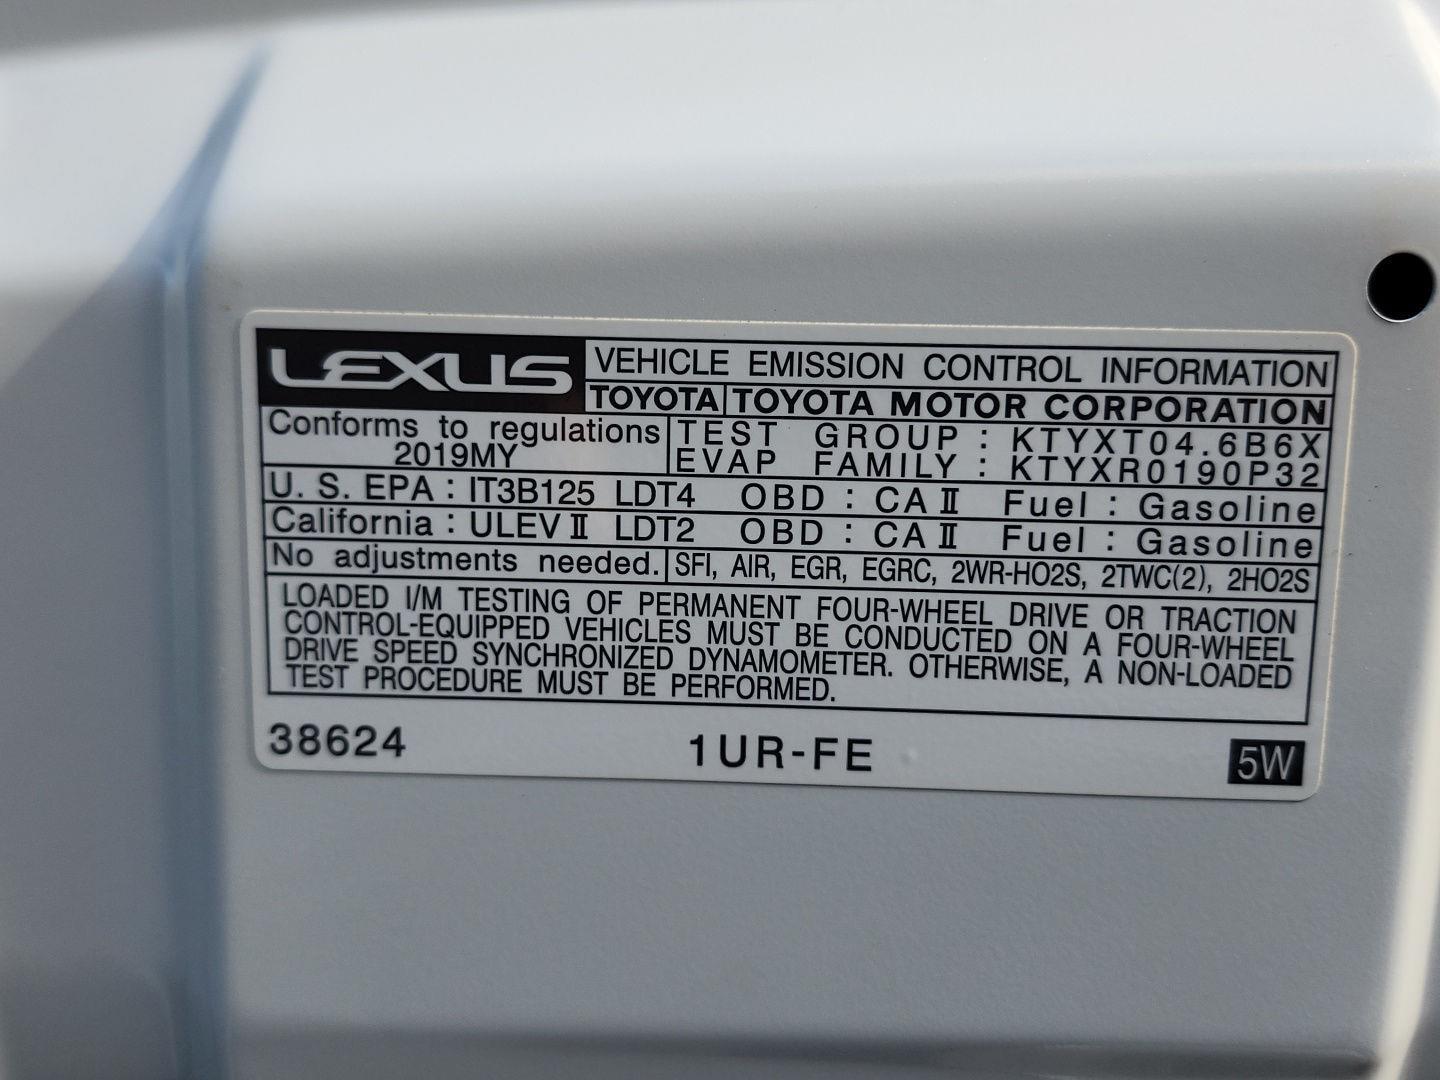 LEXUS VEHICLE EMISSION CONTROL INFORMATION
TOYOTA TOYOTA MOTOR CORPORATION
Conforms to regulations
2019MY
TEST GROUP : KTYXT04.6B6X
EVAP FAMILY : KTYXR0190P32
U. S. EPA : IT3B125 LDT4 OBD : CAⅡ Fuel : Gasoline
California : ULEVⅡ LDT2 OBD : CAⅡ Fuel : Gasoline
No adjustments needed. SFI, AIR, EGR, EGRC, 2WR-HO2S, 2TWC(2), 2HO2S
LOADED I/M TESTING OF PERMANENT FOUR-WHEEL DRIVE OR TRACTION
CONTROL-EQUIPPED VEHICLES MUST BE CONDUCTED ON A FOUR-WHEEL
DRIVE SPEED SYNCHRONIZED DYNAMOMETER. OTHERWISE, A NON-LOADED
TEST PROCEDURE MUST BE PERFORMED.
38624 1UR-FE 5W